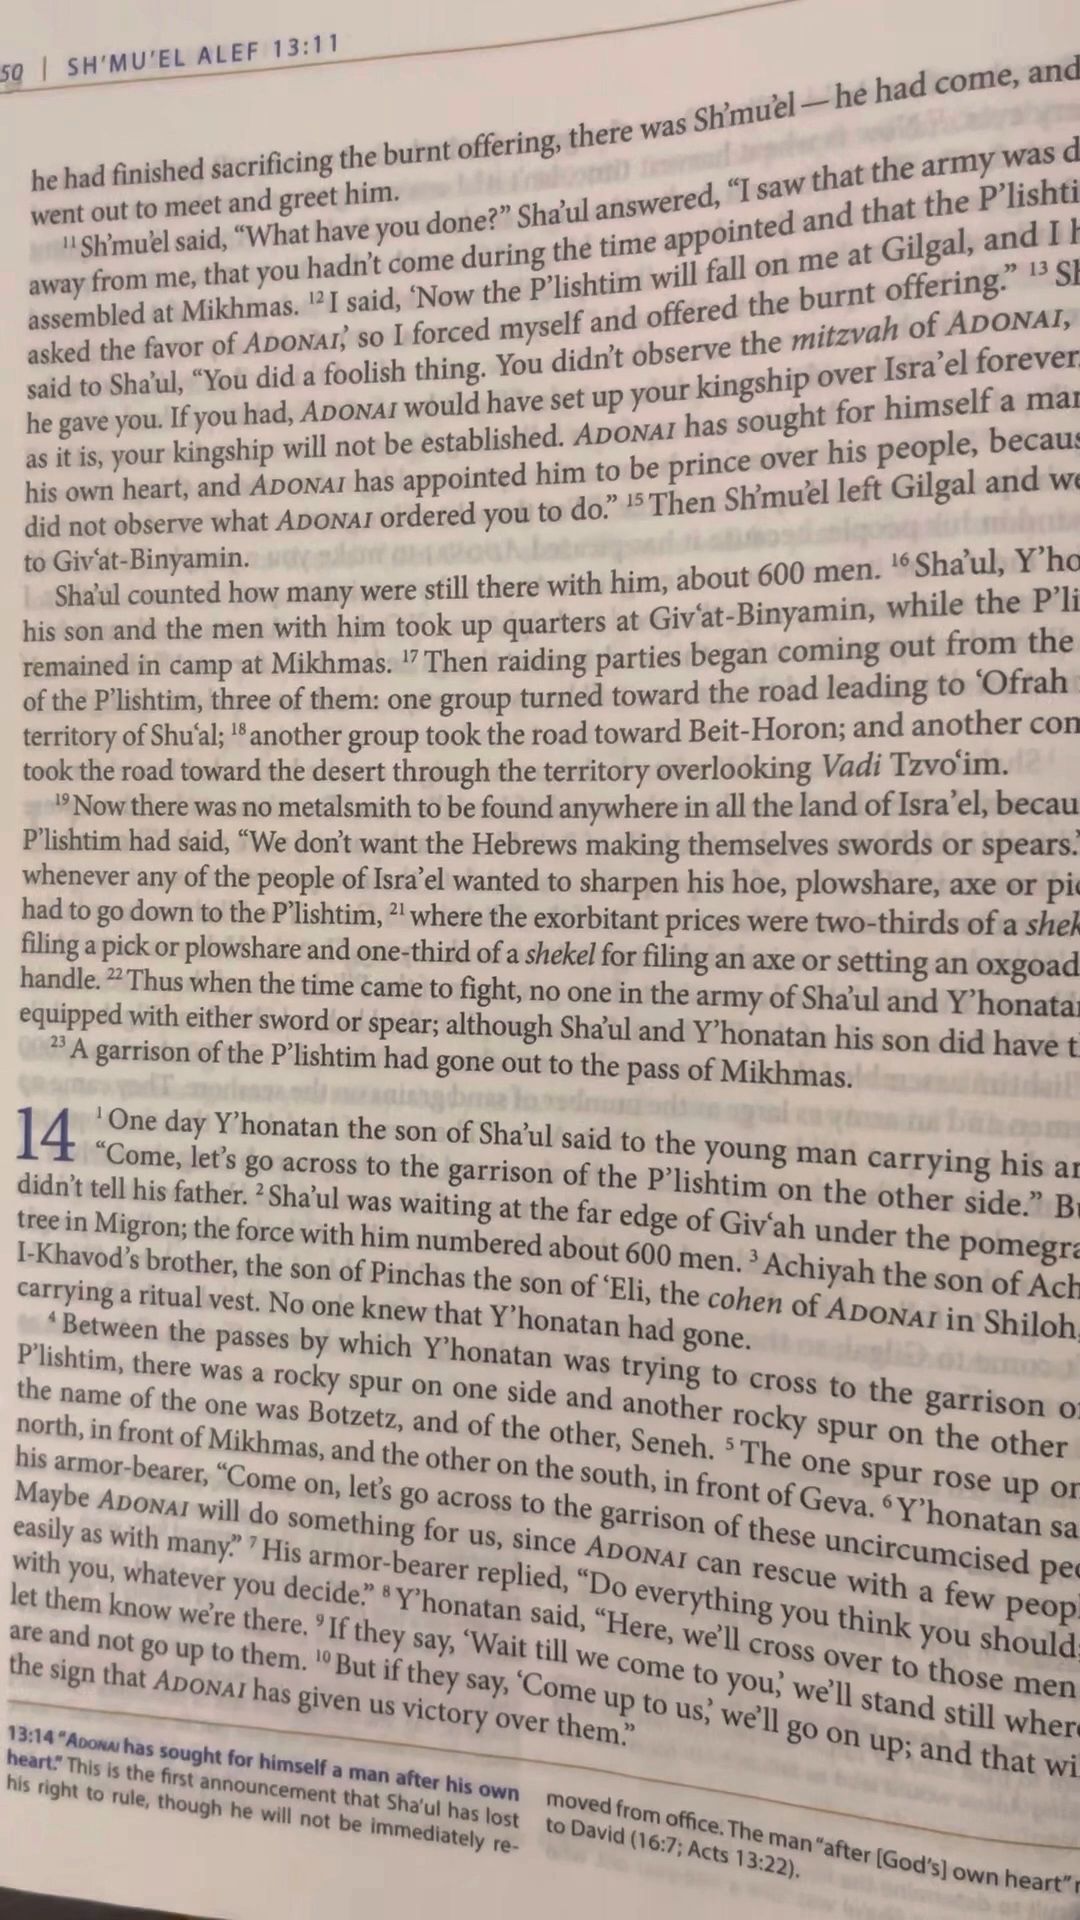 50 | SH'MU'EL ALEF 13:11
he had finished sacrificing the burnt offering, there was Sh'mu'el — he had come, and
went out to meet and greet him.
11 Sh'mu'el said, “What have you done?” Sha'ul answered, “I saw that the army was
away from me, that you hadn't come during the time appointed and that the
assembled at Mikhmas. 12 I said, ‘Now the P'lishtim will fall on me at Gilgal, and I
asked the favor of ADONAI,’ so I forced myself and offered the burnt offering.” 13
said to Sha'ul, “You did a foolish thing. You didn't observe the mitzvah of ADONAI,
he gave you. If you had, ADONAI would have set up your kingship over Isra'el forever
as it is, your kingship will not be established. ADONAI has sought for himself a
his own heart, and ADONAI has appointed him to be prince over his people,
did not observe what ADONAI ordered you to do.” 15 Then Sh'mu'el left Gilgal and
to Giv‘at-Binyamin.
Sha'ul counted how many were still there with him, about 600 men. 16 Sha'ul,
his son and the men with him took up quarters at Giv‘at-Binyamin, while the
remained in camp at Mikhmas. 17 Then raiding parties began coming out from the
of the P'lishtim, three of them: one group turned toward the road leading to ‘Ofrah
territory of Shu‘al; 18 another group took the road toward Beit-Horon; and another
took the road toward the desert through the territory overlooking Vadi Tzvo‘im.
19 Now there was no metalsmith to be found anywhere in all the land of Isra'el,
P'lishtim had said, “We don't want the Hebrews making themselves swords or spears.”
whenever any of the people of Isra'el wanted to sharpen his hoe, plowshare, axe or
had to go down to the P'lishtim, 21 where the exorbitant prices were two-thirds of a
filing a pick or plowshare and one-third of a shekel for filing an axe or setting an oxgoad
handle. 22 Thus when the time came to fight, no one in the army of Sha'ul and
equipped with either sword or spear; although Sha'ul and Y'honatan his son did have
23 A garrison of the P'lishtim had gone out to the pass of Mikhmas.
14 1 One day Y'honatan the son of Sha'ul said to the young man carrying his
“Come, let's go across to the garrison of the P'lishtim on the other side.”
didn't tell his father. 2 Sha'ul was waiting at the far edge of Giv‘ah under the
tree in Migron; the force with him numbered about 600 men. 3 Achiyah the son of
I-Khavod's brother, the son of Pinchas the son of ‘Eli, the cohen of ADONAI in Shiloh,
carrying a ritual vest. No one knew that Y'honatan had gone.
4 Between the passes by which Y'honatan was trying to cross to the garrison
P'lishtim, there was a rocky spur on one side and another rocky spur on the other
the name of the one was Botzetz, and of the other, Seneh. 5 The one spur rose up
north, in front of Mikhmas, and the other on the south, in front of Geva. 6 Y'honatan
his armor-bearer, “Come on, let's go across to the garrison of these uncircumcised
Maybe ADONAI will do something for us, since ADONAI can rescue with a few
easily as with many.” 7 His armor-bearer replied, “Do everything you think you should;
with you, whatever you decide.” 8 Y'honatan said, “Here, we'll cross over to those men
let them know we're there. 9 If they say, ‘Wait till we come to you,’ we'll stand still
are and not go up to them. 10 But if they say, ‘Come up to us,’ we'll go on up; and that
the sign that ADONAI has given us victory over them.”
13:14 “ADONAI has sought for himself a man after his own
heart.” This is the first announcement that Sha'ul has lost
his right to rule, though he will not be immediately re-
moved from office. The man “after [God's] own heart”
to David (16:7; Acts 13:22).